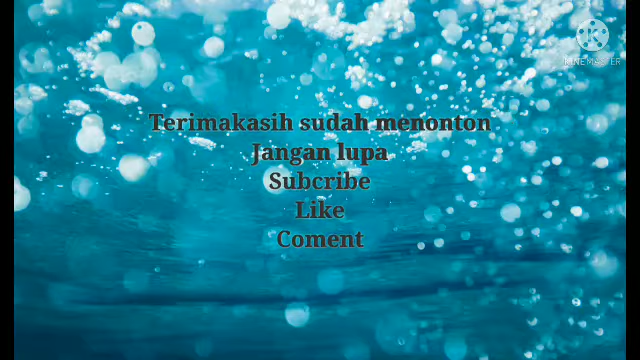 Terimakasih sudah menonton
Jangan lupa
Subcribe
Like
Coment
K
KINEMASTER